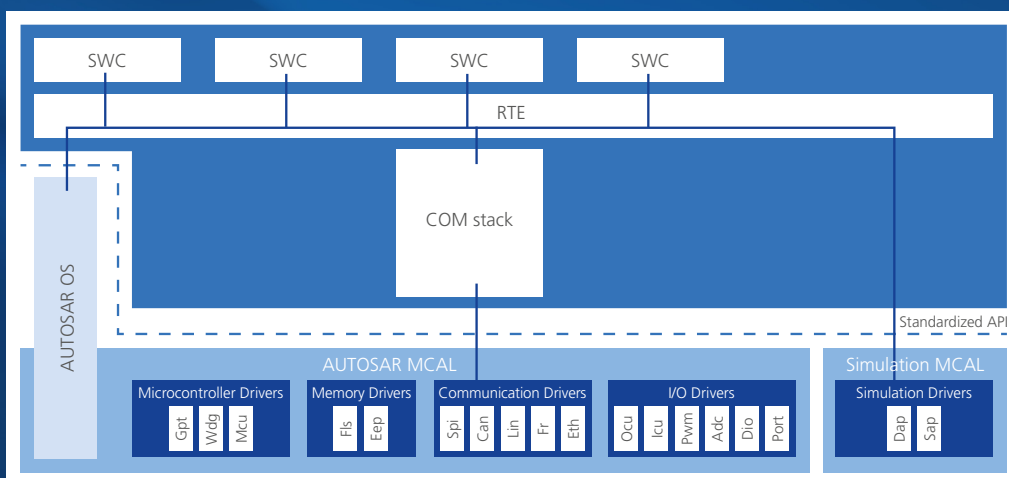 SWC
SWC
SWC
SWC
RTE
COM stack
AUTOSAR OS
Standardized API
AUTOSAR MCAL
Simulation MCAL
Microcontroller Drivers
Memory Drivers
Communication Drivers
I/O Drivers
Simulation Drivers
Gpt
Wdg
Mcu
Fls
Eep
Spi
Can
Lin
Fr
Eth
Ocu
Icu
Pwm
Adc
Dio
Port
Dap
Sap